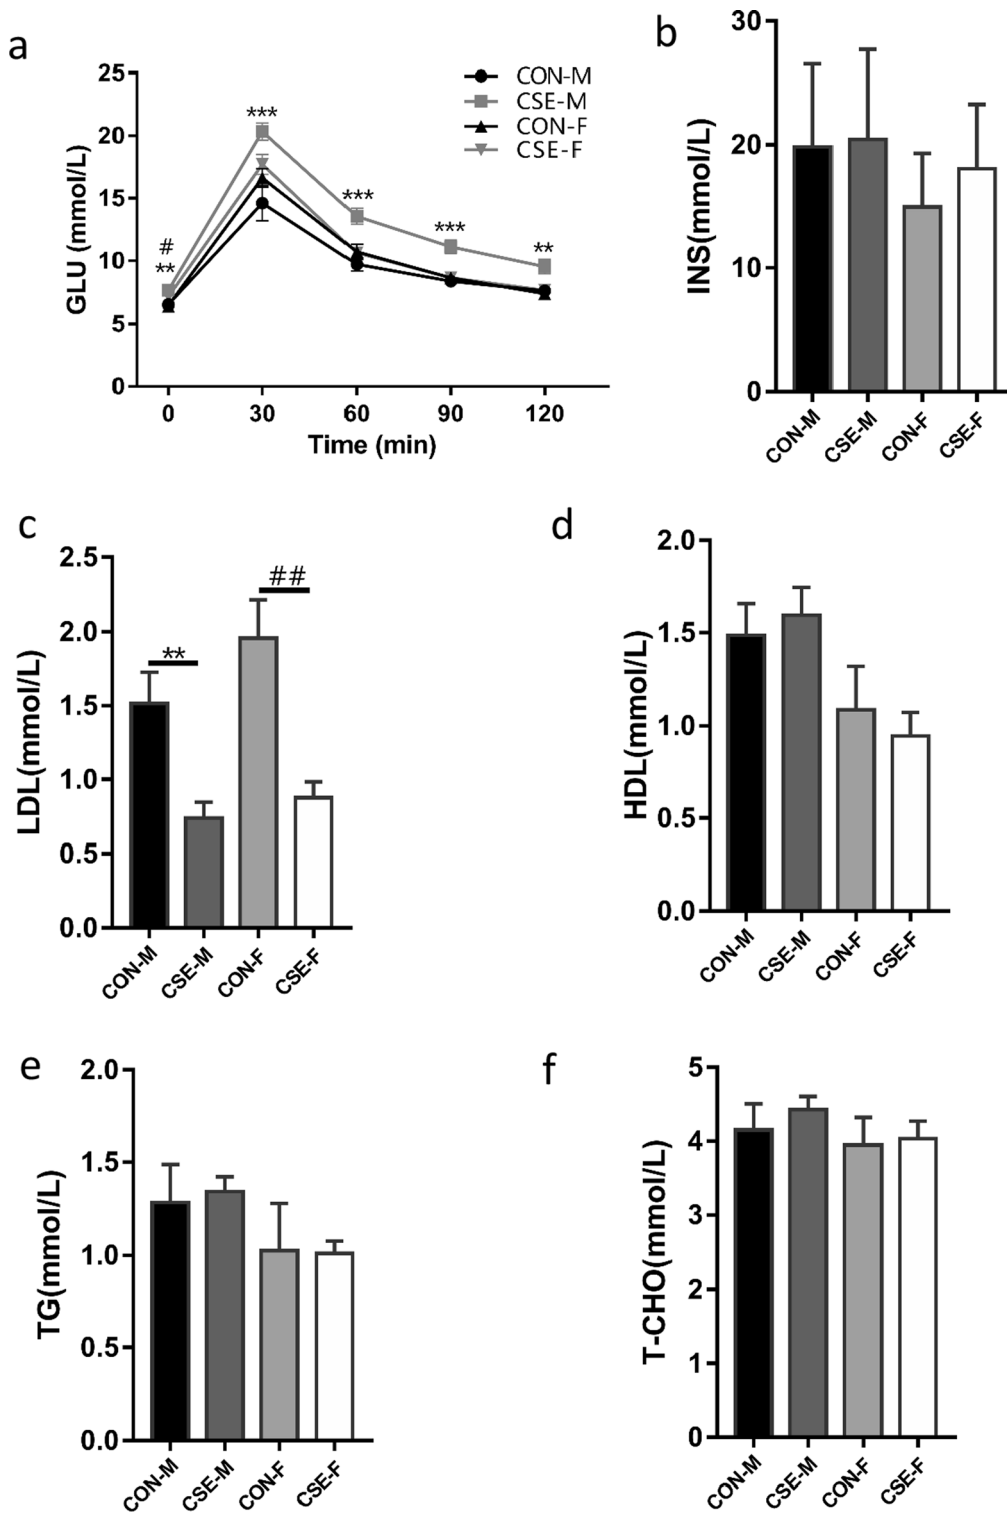 a
GLU (mmol/L)
25
20
15
10
5
0
CON-M
CSE-M
CON-F
CSE-F
#
**
***
***
***
**
0 30 60 90 120
Time (min)
b
INS(mmol/L)
30
20
10
0
CON-M CSE-M CON-F CSE-F
c
LDL(mmol/L)
2.5
2.0
1.5
1.0
0.5
0.0
**
##
CON-M CSE-M CON-F CSE-F
d
HDL(mmol/L)
2.0
1.5
1.0
0.5
0.0
CON-M CSE-M CON-F CSE-F
e
TG(mmol/L)
2.0
1.5
1.0
0.5
0.0
CON-M CSE-M CON-F CSE-F
f
T-CHO(mmol/L)
5
4
3
2
1
0
CON-M CSE-M CON-F CSE-F